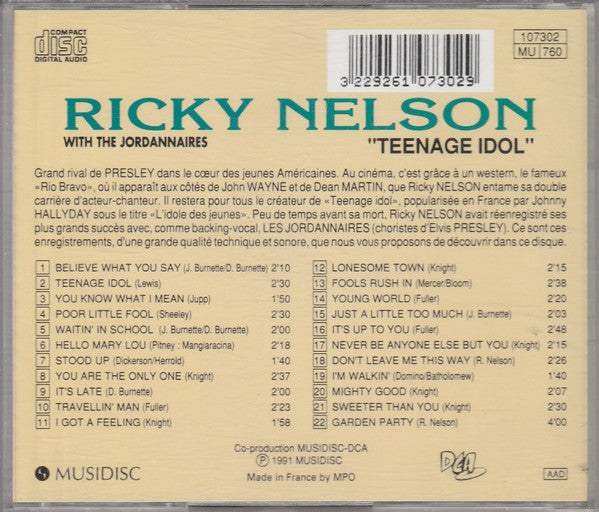 COMPACT
disc
DIGITAL AUDIO
107302
MU 760
3 229261 073029
RICKY NELSON
WITH THE JORDANNAIRES
"TEENAGE IDOL"
Grand rival de PRESLEY dans le cœur des jeunes Américaines. Au cinéma, c'est grâce à un western, le fameux
«Rio Bravo», où il apparaît aux côtés de John WAYNE et de Dean MARTIN, que Ricky NELSON entame sa double
carrière d'acteur-chanteur. Il restera pour tous le créateur de «Teenage idol», popularisée en France par Johnny
HALLYDAY sous le titre «L'idole des jeunes». Peu de temps avant sa mort, Ricky NELSON avait réenregistré ses
plus grands succès avec, comme backing-vocal, LES JORDONNAIRES (choristes d'Elvis PRESLEY). Ce sont ces
enregistrements, d'une grande qualité technique et sonore, que nous vous proposons de découvrir dans ce disque.
1 BELIEVE WHAT YOU SAY (J. Burnette/D. Burnette) 2'10
2 TEENAGE IDOL (Lewis) 2'30
3 YOU KNOW WHAT I MEAN (Jupp) 1'50
4 POOR LITTLE FOOL (Sheeley) 2'30
5 WAITIN' IN SCHOOL (J. Burnette/D. Burnette) 2'00
6 HELLO MARY LOU (Pitney : Mangiaracina) 2'18
7 STOOD UP (Dickerson/Herrold) 1'40
8 YOU ARE THE ONLY ONE (Knight) 2'37
9 IT'S LATE (D. Burnette) 2'00
10 TRAVELLIN' MAN (Fuller) 2'23
11 I GOT A FEELING (Knight) 1'58
12 LONESOME TOWN (Knight) 2'15
13 FOOLS RUSH IN (Mercer/Bloom) 2'38
14 YOUNG WORLD (Fuller) 2'20
15 JUST A LITTLE TOO MUCH (J. Burnette) 2'03
16 IT'S UP TO YOU (Fuller) 2'48
17 NEVER BE ANYONE ELSE BUT YOU (Knight) 2'15
18 DON'T LEAVE ME THIS WAY (R. Nelson) 2'26
19 I'M WALKIN' (Domino/Batholomew) 1'40
20 MIGHTY GOOD (Knight) 2'07
21 SWEETER THAN YOU (Knight) 2'30
22 GARDEN PARTY (R. Nelson) 4'00
MUSIDISC
Co-production MUSIDISC-DCA
Ⓟ 1991 MUSIDISC
Made in France by MPO
DCA
AAD